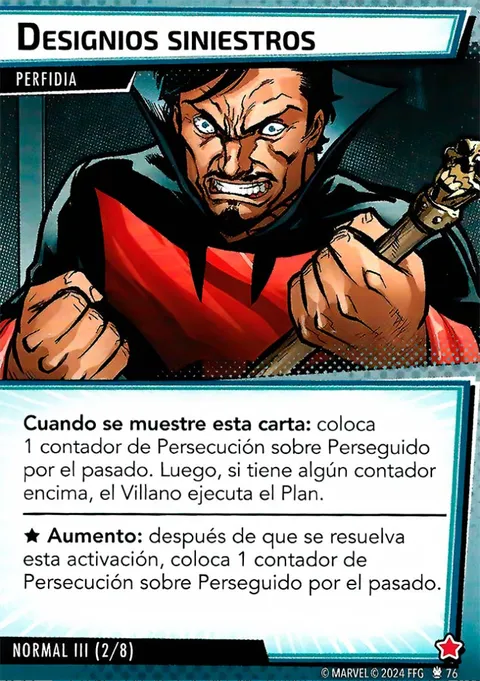 DESIGNIOS SINIESTROS
PERFIDIA
Cuando se muestre esta carta: coloca
1 contador de Persecución sobre Perseguido
por el pasado. Luego, si tiene algún contador
encima, el Villano ejecuta el Plan.
★ Aumento: después de que se resuelva
esta activación, coloca 1 contador de
Persecución sobre Perseguido por el pasado.
NORMAL III (2/8)
© MARVEL © 2024 FFG 76